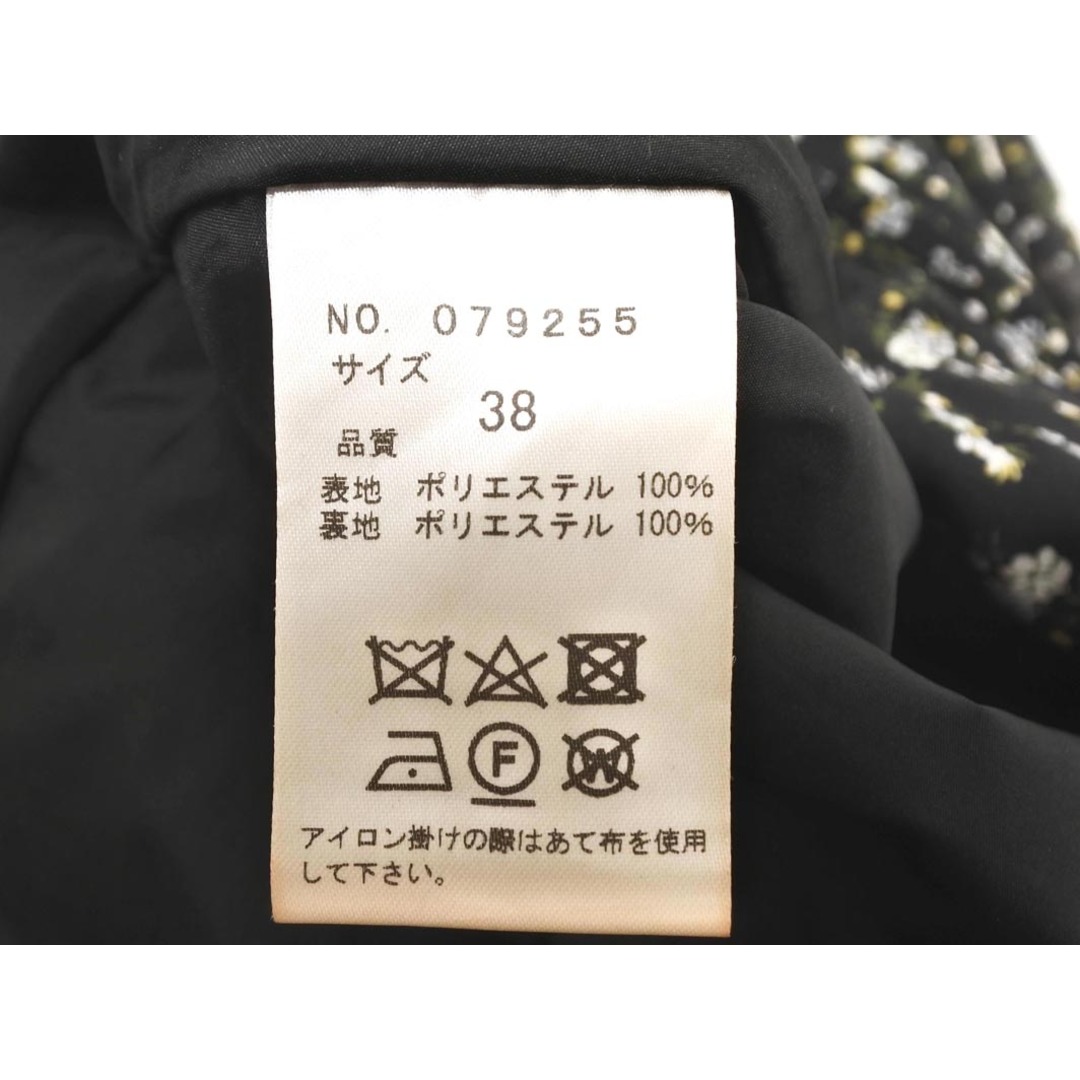 NO. 079255
サイズ
38
品質
表地 ポリエステル 100%
裏地 ポリエステル 100%
F
W
アイロン掛けの際はあて布を使用
して下さい。